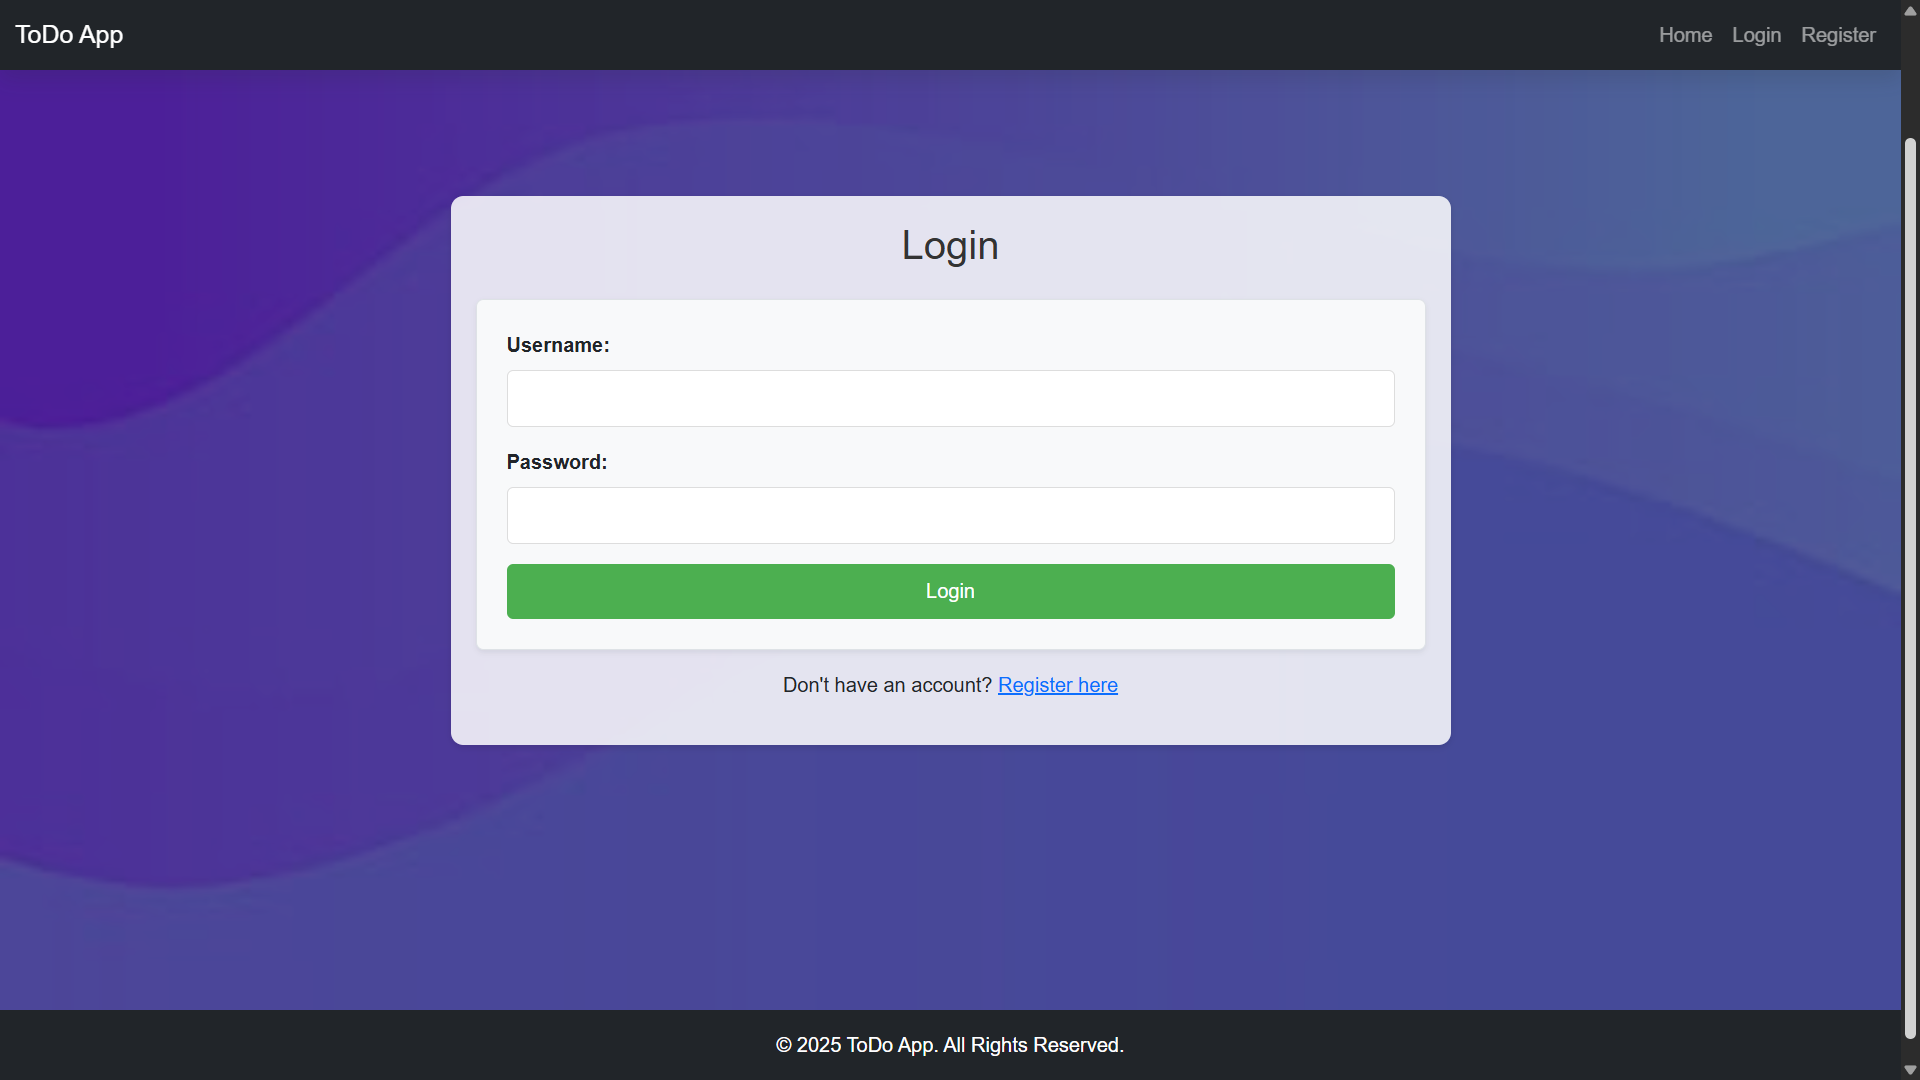 ToDo App
Home Login Register
Login
Username:
Password:
Login
Don't have an account? Register here
© 2025 ToDo App. All Rights Reserved.